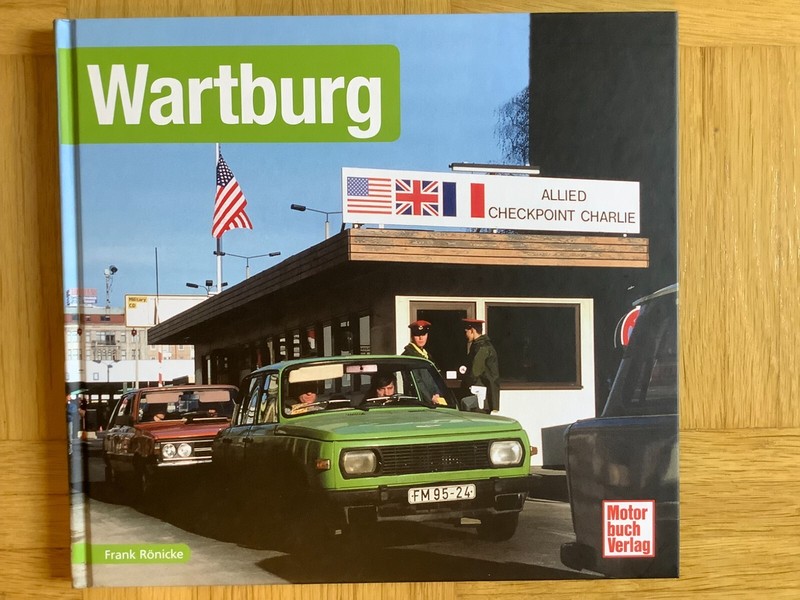 Wartburg
ALLIED
CHECKPOINT CHARLIE
FM 95-24
Frank Rönicke
Motor
buch
Verlag